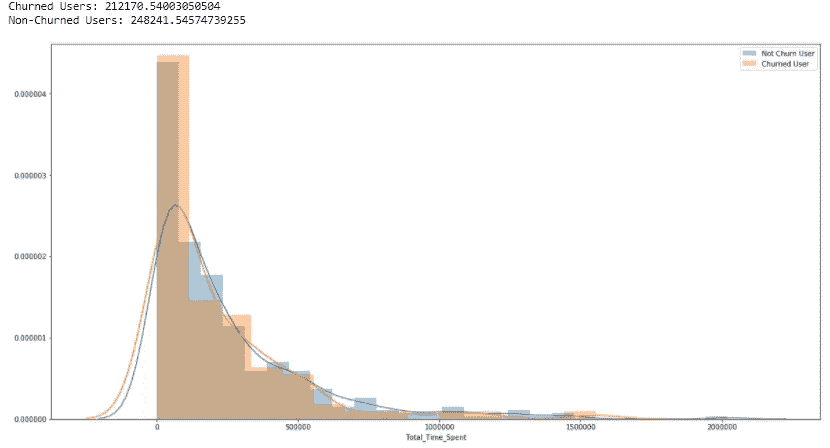 Churned Users: 212170.54003050504
Non-Churned Users: 248241.54574739255
Not Churn User
Churned User
0.000004
0.000003
0.000002
0.000001
0.000000
0
500000
1000000
1500000
2000000
Total_Time_Spent